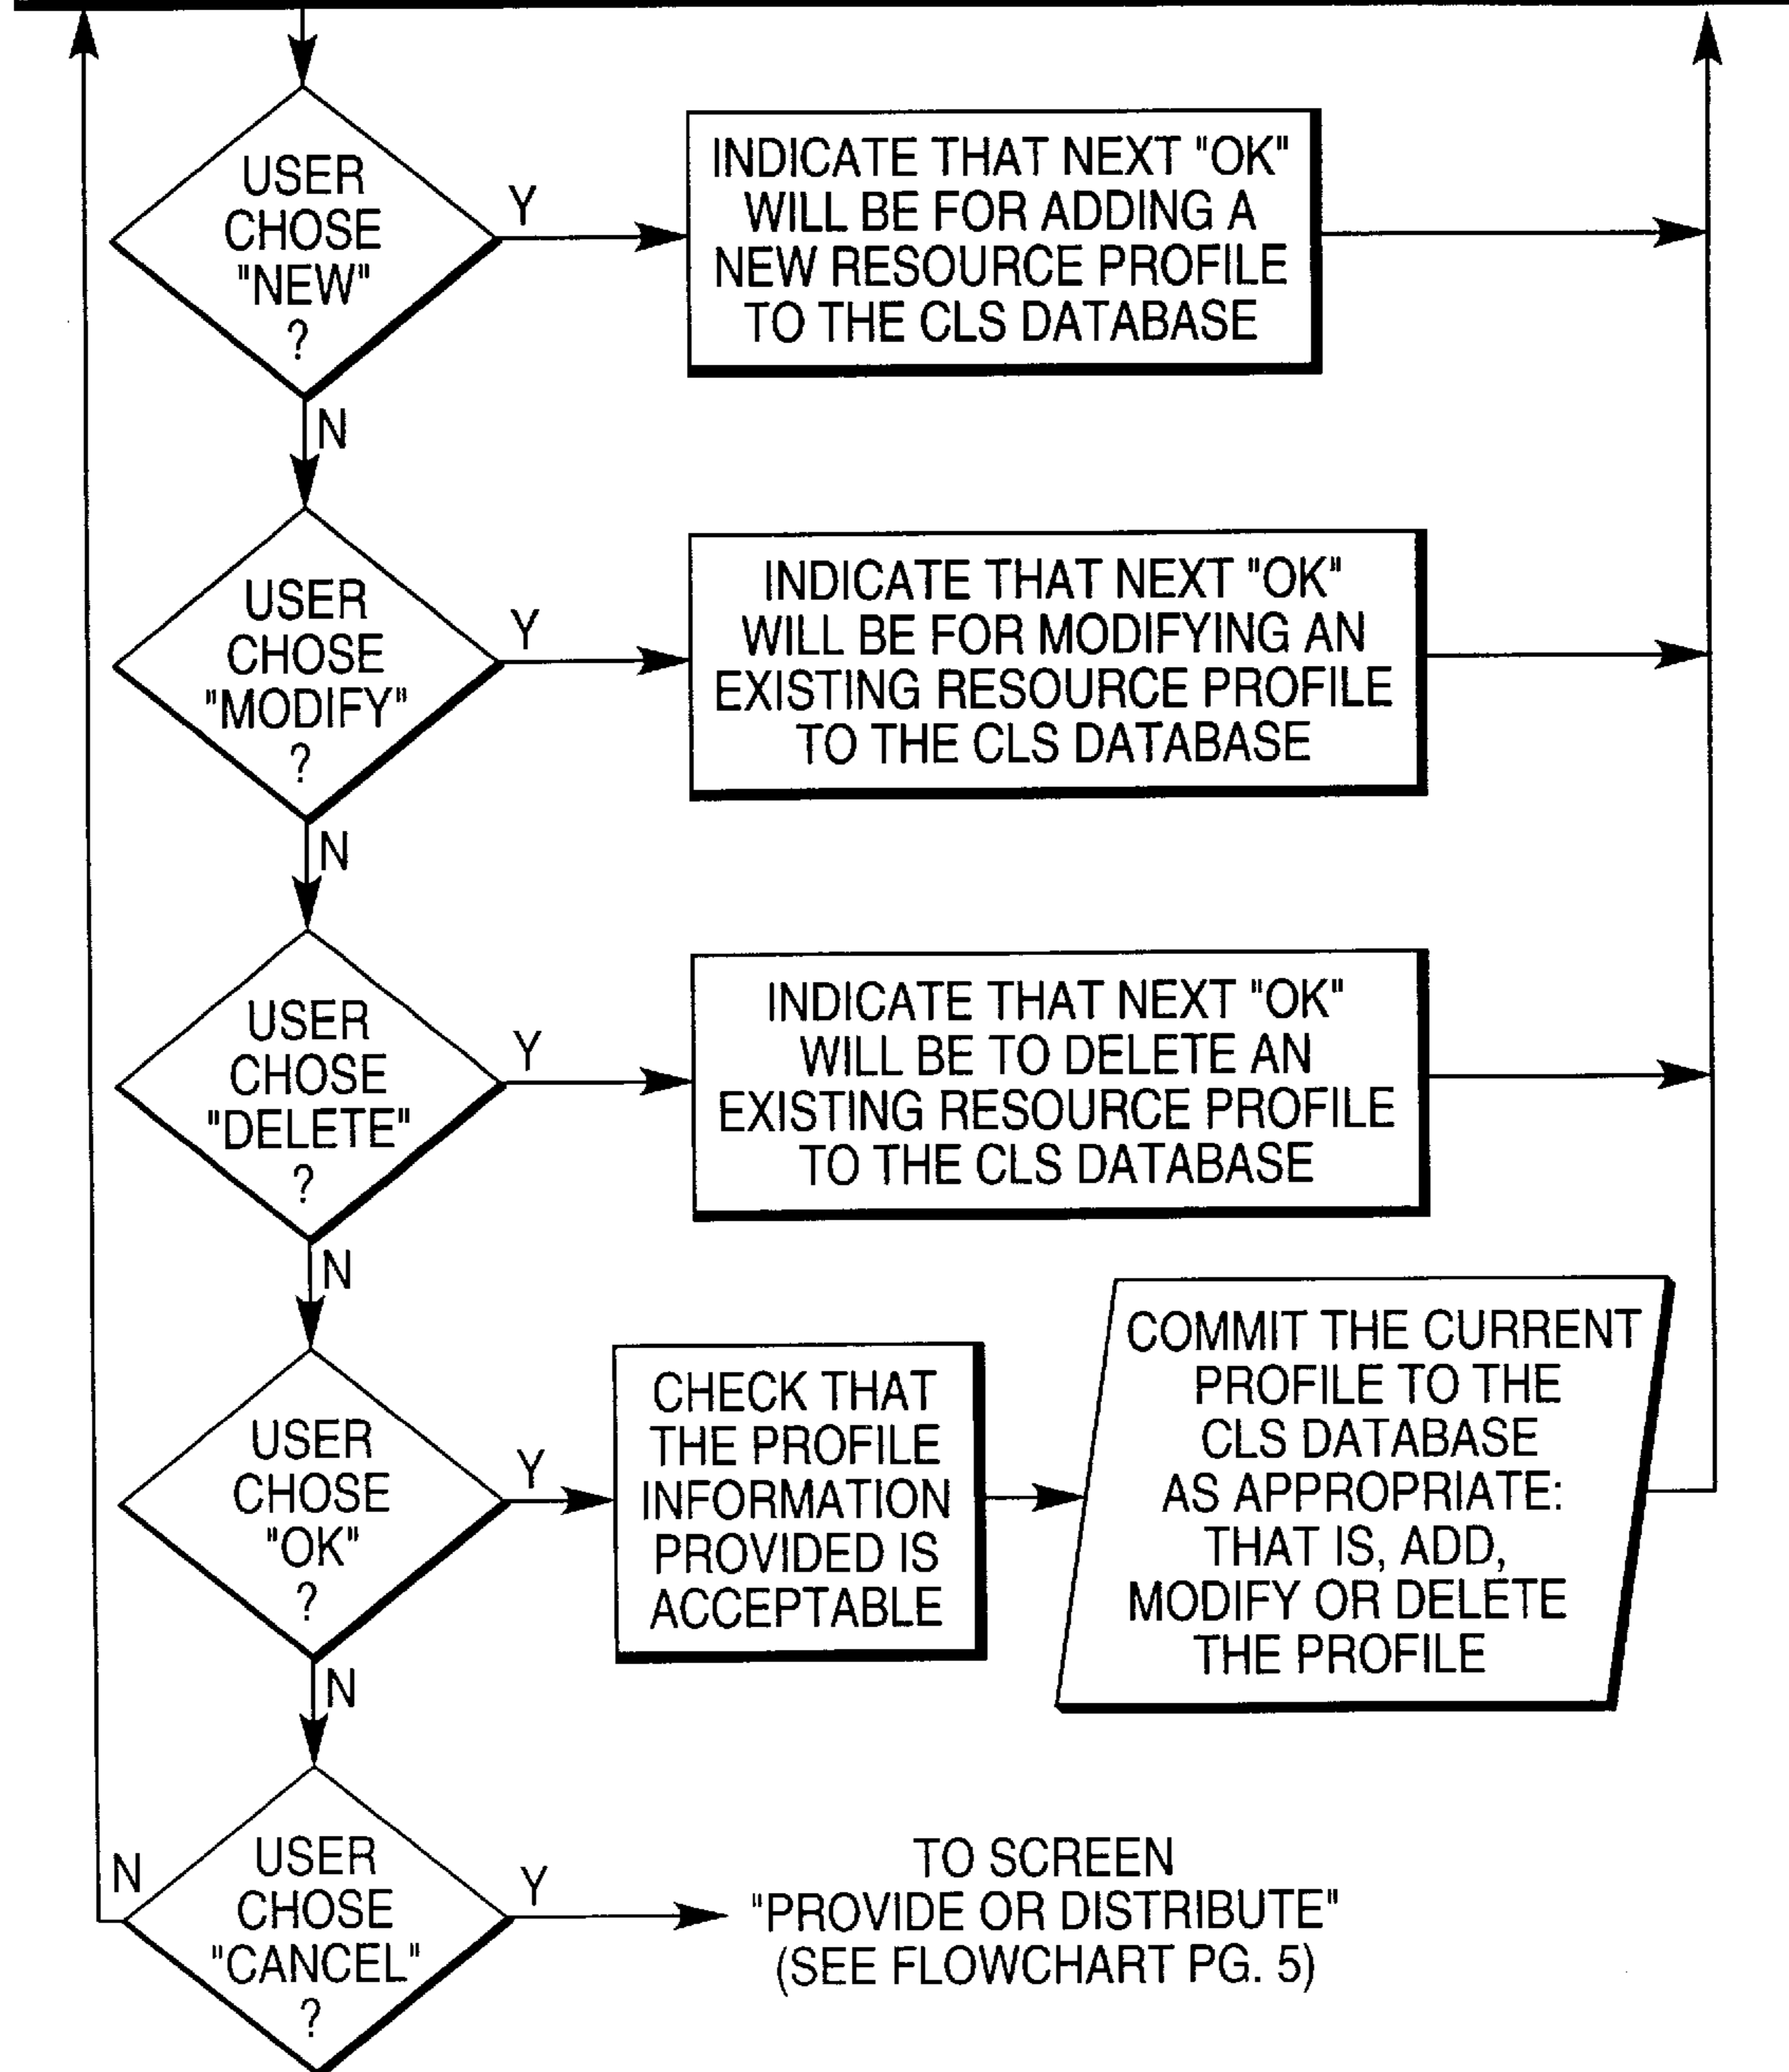 USER
CHOSE
"NEW"
?
Y
INDICATE THAT NEXT "OK"
WILL BE FOR ADDING A
NEW RESOURCE PROFILE
TO THE CLS DATABASE
N
USER
CHOSE
"MODIFY"
?
Y
INDICATE THAT NEXT "OK"
WILL BE FOR MODIFYING AN
EXISTING RESOURCE PROFILE
TO THE CLS DATABASE
N
USER
CHOSE
"DELETE"
?
Y
INDICATE THAT NEXT "OK"
WILL BE TO DELETE AN
EXISTING RESOURCE PROFILE
TO THE CLS DATABASE
N
USER
CHOSE
"OK"
?
Y
CHECK THAT
THE PROFILE
INFORMATION
PROVIDED IS
ACCEPTABLE
COMMIT THE CURRENT
PROFILE TO THE
CLS DATABASE
AS APPROPRIATE:
THAT IS, ADD,
MODIFY OR DELETE
THE PROFILE
N
USER
CHOSE
"CANCEL"
?
N
Y
TO SCREEN
"PROVIDE OR DISTRIBUTE"
(SEE FLOWCHART PG. 5)